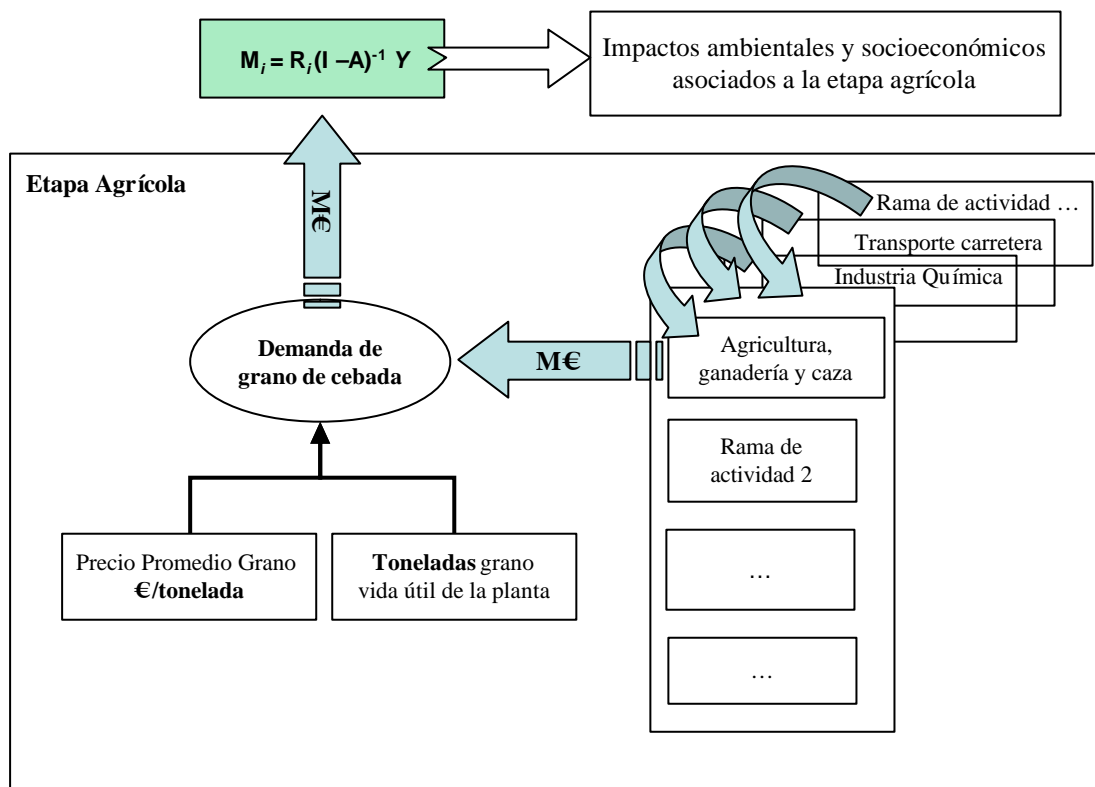 M𝑖 = R𝑖 (I –A)-1 Y
Impactos ambientales y socioeconómicos
asociados a la etapa agrícola
Etapa Agrícola
M€
Rama de actividad …
Transporte carretera
Industria Química
Demanda de
grano de cebada
M€
Agricultura,
ganadería y caza
Rama de
actividad 2
Precio Promedio Grano
€/tonelada
Toneladas grano
vida útil de la planta
…
…